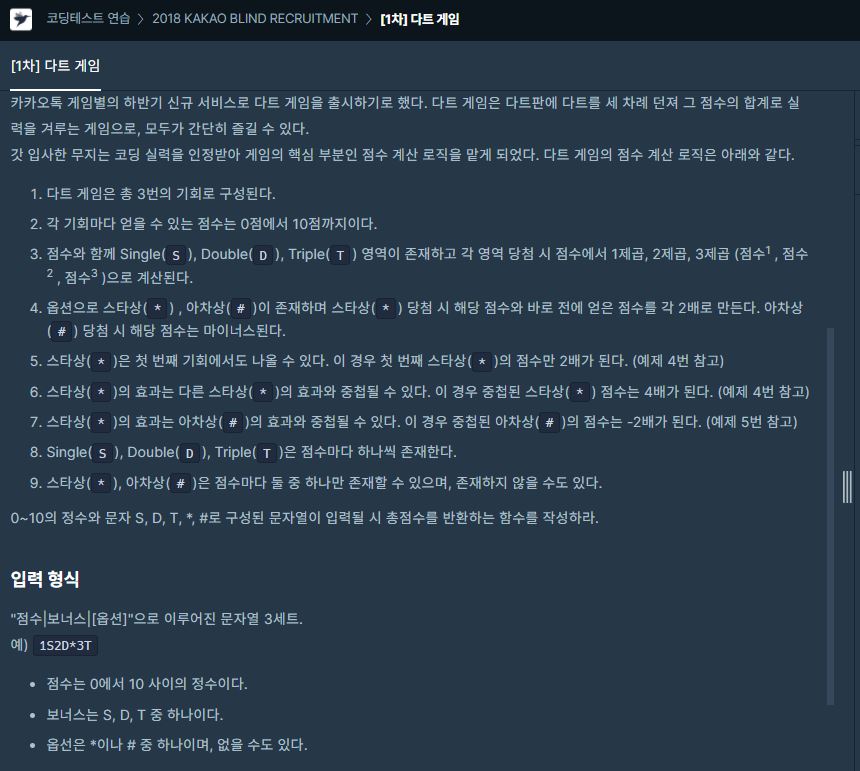 코딩테스트 연습 > 2018 KAKAO BLIND RECRUITMENT > [1차] 다트 게임
[1차] 다트 게임
카카오톡 게임별의 하반기 신규 서비스로 다트 게임을 출시하기로 했다. 다트 게임은 다트판에 다트를 세 차례 던져 그 점수의 합계로 실
력을 겨루는 게임으로, 모두가 간단히 즐길 수 있다.
갓 입사한 무지는 코딩 실력을 인정받아 게임의 핵심 부분인 점수 계산 로직을 맡게 되었다. 다트 게임의 점수 계산 로직은 아래와 같다.
1. 다트 게임은 총 3번의 기회로 구성된다.
2. 각 기회마다 얻을 수 있는 점수는 0점에서 10점까지이다.
3. 점수와 함께 Single( S ), Double( D ), Triple( T ) 영역이 존재하고 각 영역 당첨 시 점수에서 1제곱, 2제곱, 3제곱 (점수¹ , 점수
² , 점수³ )으로 계산된다.
4. 옵션으로 스타상( * ) , 아차상( # )이 존재하며 스타상( * ) 당첨 시 해당 점수와 바로 전에 얻은 점수를 각 2배로 만든다. 아차상
( # ) 당첨 시 해당 점수는 마이너스된다.
5. 스타상( * )은 첫 번째 기회에서도 나올 수 있다. 이 경우 첫 번째 스타상( * )의 점수만 2배가 된다. (예제 4번 참고)
6. 스타상( * )의 효과는 다른 스타상( * )의 효과와 중첩될 수 있다. 이 경우 중첩된 스타상( * ) 점수는 4배가 된다. (예제 4번 참고)
7. 스타상( * )의 효과는 아차상( # )의 효과와 중첩될 수 있다. 이 경우 중첩된 아차상( # )의 점수는 -2배가 된다. (예제 5번 참고)
8. Single( S ), Double( D ), Triple( T )은 점수마다 하나씩 존재한다.
9. 스타상( * ), 아차상( # )은 점수마다 둘 중 하나만 존재할 수 있으며, 존재하지 않을 수도 있다.
0~10의 정수와 문자 S, D, T, *, #로 구성된 문자열이 입력될 시 총점수를 반환하는 함수를 작성하라.
입력 형식
"점수|보너스|[옵션]"으로 이루어진 문자열 3세트.
예) 1S2D*3T
• 점수는 0에서 10 사이의 정수이다.
• 보너스는 S, D, T 중 하나이다.
• 옵션은 *이나 # 중 하나이며, 없을 수도 있다.